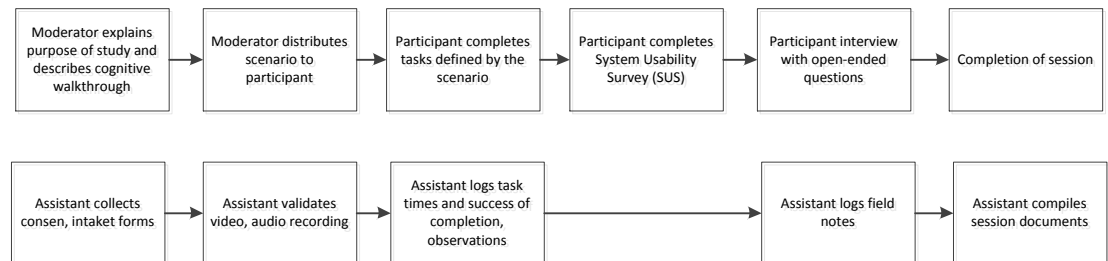 Moderator explains
purpose of study and
describes cognitive
walkthrough
Moderator distributes
scenario to
participant
Participant completes
tasks defined by the
scenario
Participant completes
System Usability
Survey (SUS)
Participant interview
with open-ended
questions
Completion of session
Assistant collects
consen, intaket forms
Assistant validates
video, audio recording
Assistant logs task
times and success of
completion,
observations
Assistant logs field
notes
Assistant compiles
session documents